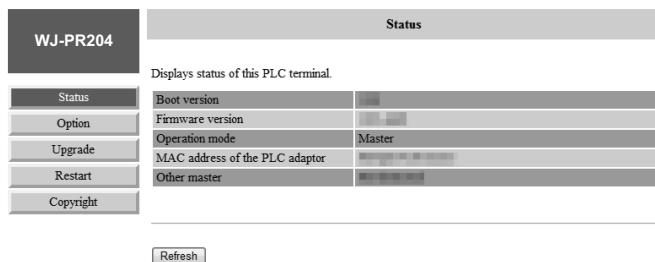 WJ-PR204
Status
Option
Upgrade
Restart
Copyright
Status
Displays status of this PLC terminal.
Boot version
Firmware version
Operation mode Master
MAC address of the PLC adaptor
Other master
Refresh